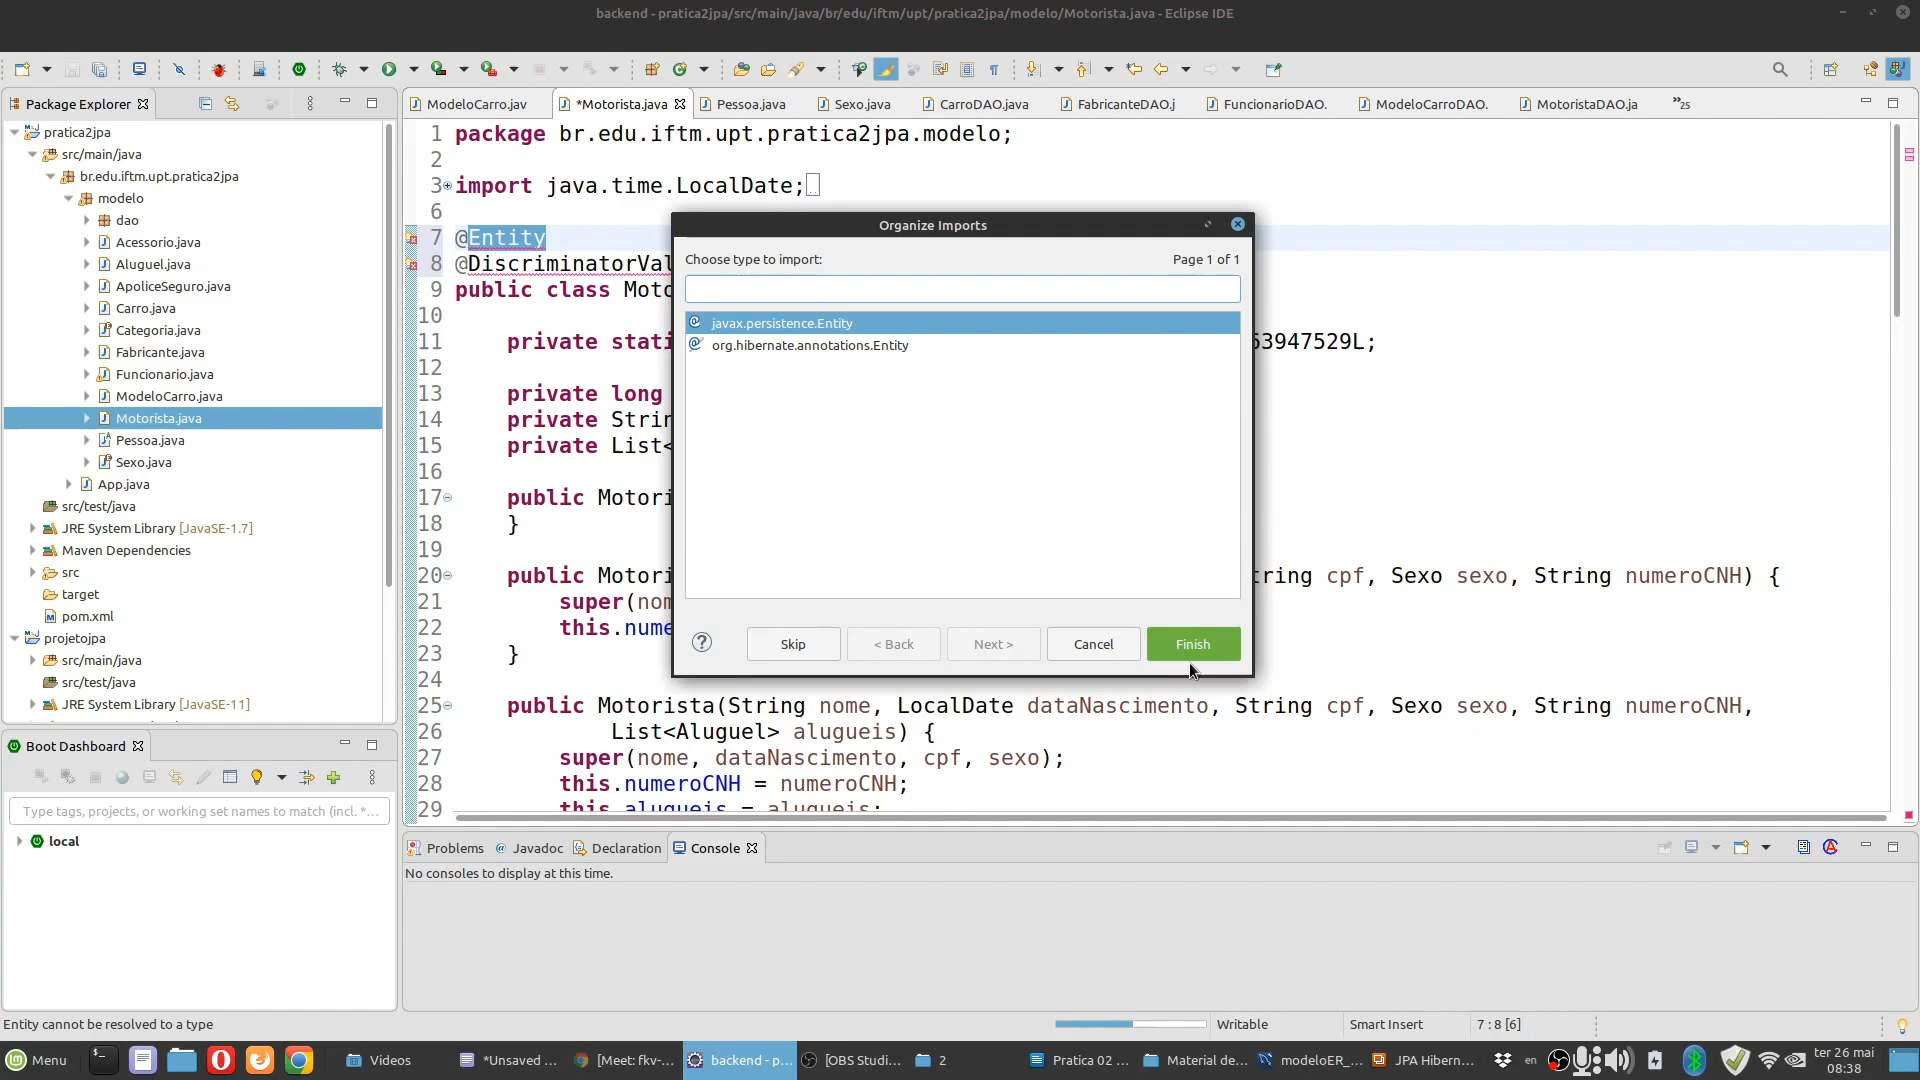 backend - pratica2jpa/src/main/java/br/edu/iftm/upt/pratica2jpa/modelo/Motorista.java - Eclipse IDE
Package Explorer
ModeloCarro.jav
*Motorista.java
Pessoa.java
Sexo.java
CarroDAO.java
FabricanteDAO.j
FuncionarioDAO.
ModeloCarroDAO.
MotoristaDAO.ja
»25
pratica2jpa
src/main/java
br.edu.iftm.upt.pratica2jpa
modelo
dao
Acessorio.java
Aluguel.java
ApoliceSeguro.java
Carro.java
Categoria.java
Fabricante.java
Funcionario.java
ModeloCarro.java
Motorista.java
Pessoa.java
Sexo.java
App.java
src/test/java
JRE System Library [JavaSE-1.7]
Maven Dependencies
src
target
pom.xml
projetojpa
src/main/java
src/test/java
JRE System Library [JavaSE-11]
1 package br.edu.iftm.upt.pratica2jpa.modelo;
2
3 import java.time.LocalDate;
6
7 @Entity
8 @DiscriminatorVal
9 public class Moto
10
11 private stati 63947529L;
12
13 private long
14 private Strin
15 private List<
16
17 public Motori
18 }
19
20 public Motori tring cpf, Sexo sexo, String numeroCNH) {
21 super(nom
22 this.nume
23 }
24
25 public Motorista(String nome, LocalDate dataNascimento, String cpf, Sexo sexo, String numeroCNH,
26 List<Aluguel> alugueis) {
27 super(nome, dataNascimento, cpf, sexo);
28 this.numeroCNH = numeroCNH;
29 this.alugueis = alugueis;
Organize Imports
Choose type to import: Page 1 of 1
javax.persistence.Entity
org.hibernate.annotations.Entity
Skip < Back Next > Cancel Finish
Boot Dashboard
Type tags, projects, or working set names to match (incl. *...
local
Problems Javadoc Declaration Console
No consoles to display at this time.
Entity cannot be resolved to a type Writable Smart Insert 7 : 8 [6]
Menu Videos *Unsaved ... [Meet: fkv-... backend - p... [OBS Studi... 2 Pratica 02 ... Material de... modeloER_... JPA Hibern... en ter 26 mai
08:38